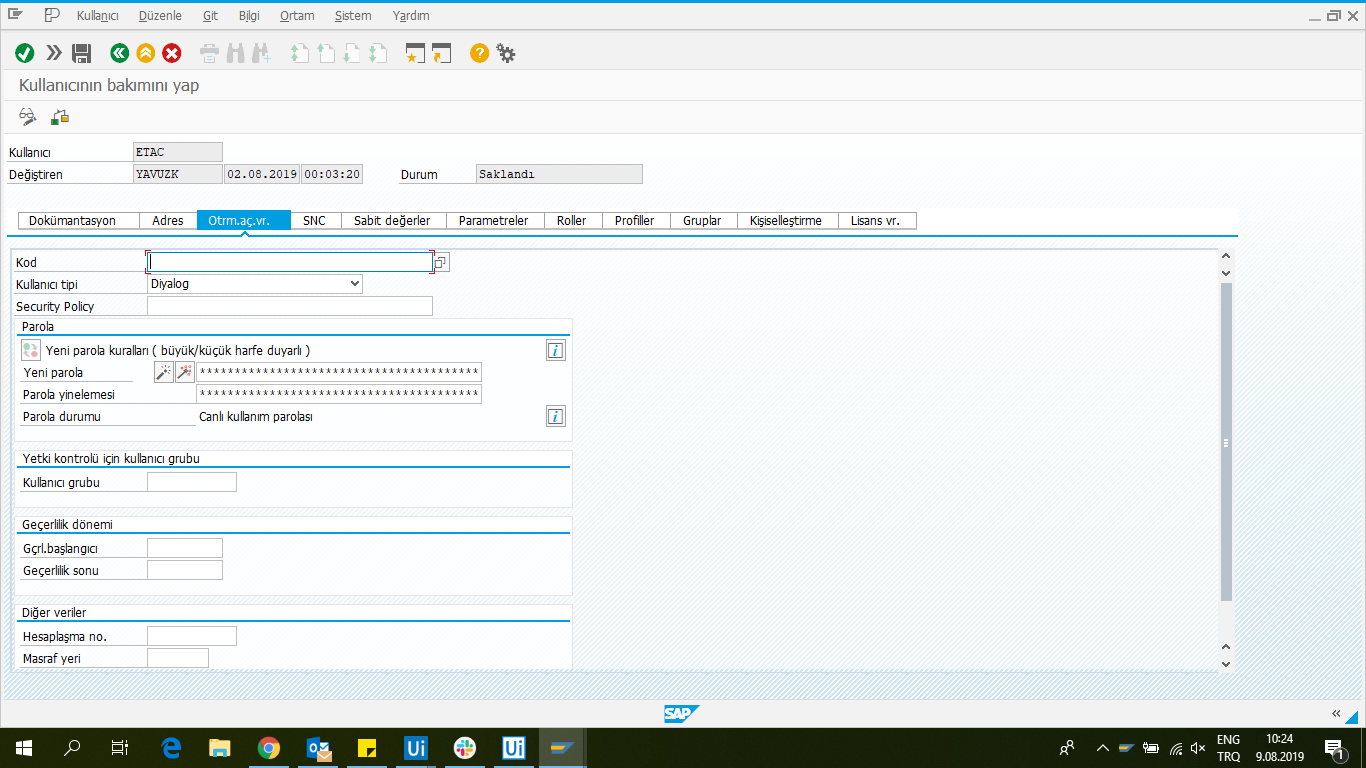 Kullanıcı Düzenle Git Bilgi Ortam Sistem Yardım
Kullanıcının bakımını yap
Kullanıcı ETAC
Değiştiren YAVUZK 02.08.2019 00:03:20 Durum Saklandı
Dokümantasyon Adres Otrm.aç.vr. SNC Sabit değerler Parametreler Roller Profiller Gruplar Kişiselleştirme Lisans vr.
Kod
Kullanıcı tipi Diyalog
Security Policy
Parola
Yeni parola kuralları ( büyük/küçük harfe duyarlı )
Yeni parola ****************************************
Parola yinelemesi ****************************************
Parola durumu Canlı kullanım parolası
Yetki kontrolü için kullanıcı grubu
Kullanıcı grubu
Geçerlilik dönemi
Gçrl.başlangıcı
Geçerlilik sonu
Diğer veriler
Hesaplaşma no.
Masraf yeri
SAP
ENG 10:24
TRQ 9.08.2019 1